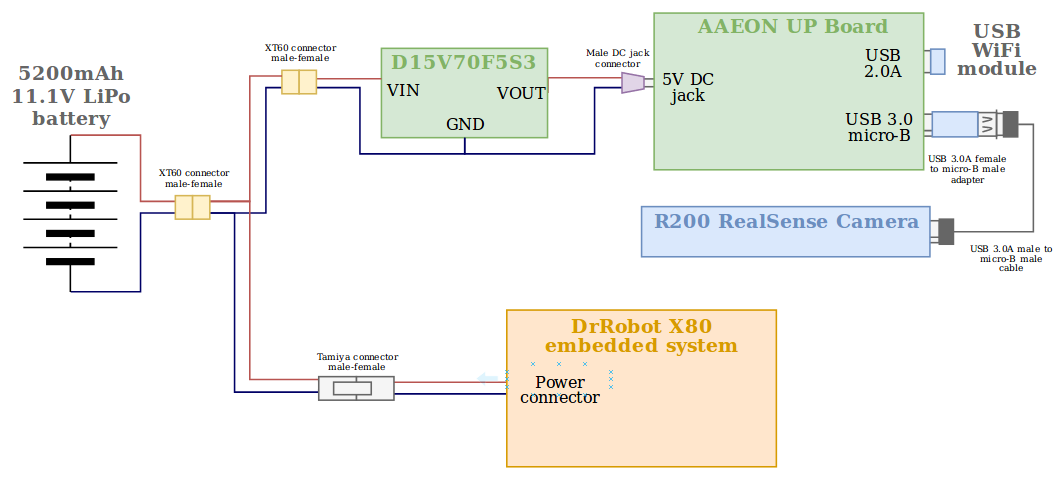 5200mAh
11.1V LiPo
battery
XT60 connector
male-female
XT60 connector
male-female
D15V70F5S3
VIN
VOUT
GND
Male DC jack
connector
AAEON UP Board
5V DC
jack
USB
2.0A
USB 3.0
micro-B
USB
WiFi
module
USB 3.0A female
to micro-B male
adapter
R200 RealSense Camera
USB 3.0A male to
micro-B male
cable
Tamiya connector
male-female
DrRobot X80
embedded system
Power
connector